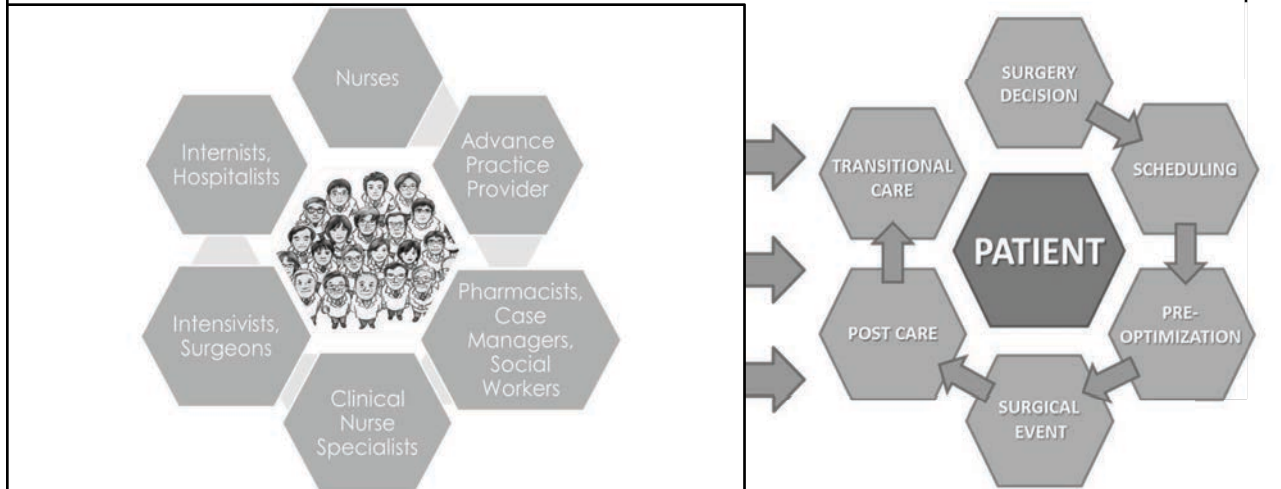 Nurses
Advance
Practice
Provider
Pharmacists,
Case
Managers,
Social
Workers
Clinical
Nurse
Specialists
Intensivists,
Surgeons
Internists,
Hospitalists
SURGERY
DECISION
SCHEDULING
PRE-
OPTIMIZATION
SURGICAL
EVENT
POST CARE
TRANSITIONAL
CARE
PATIENT